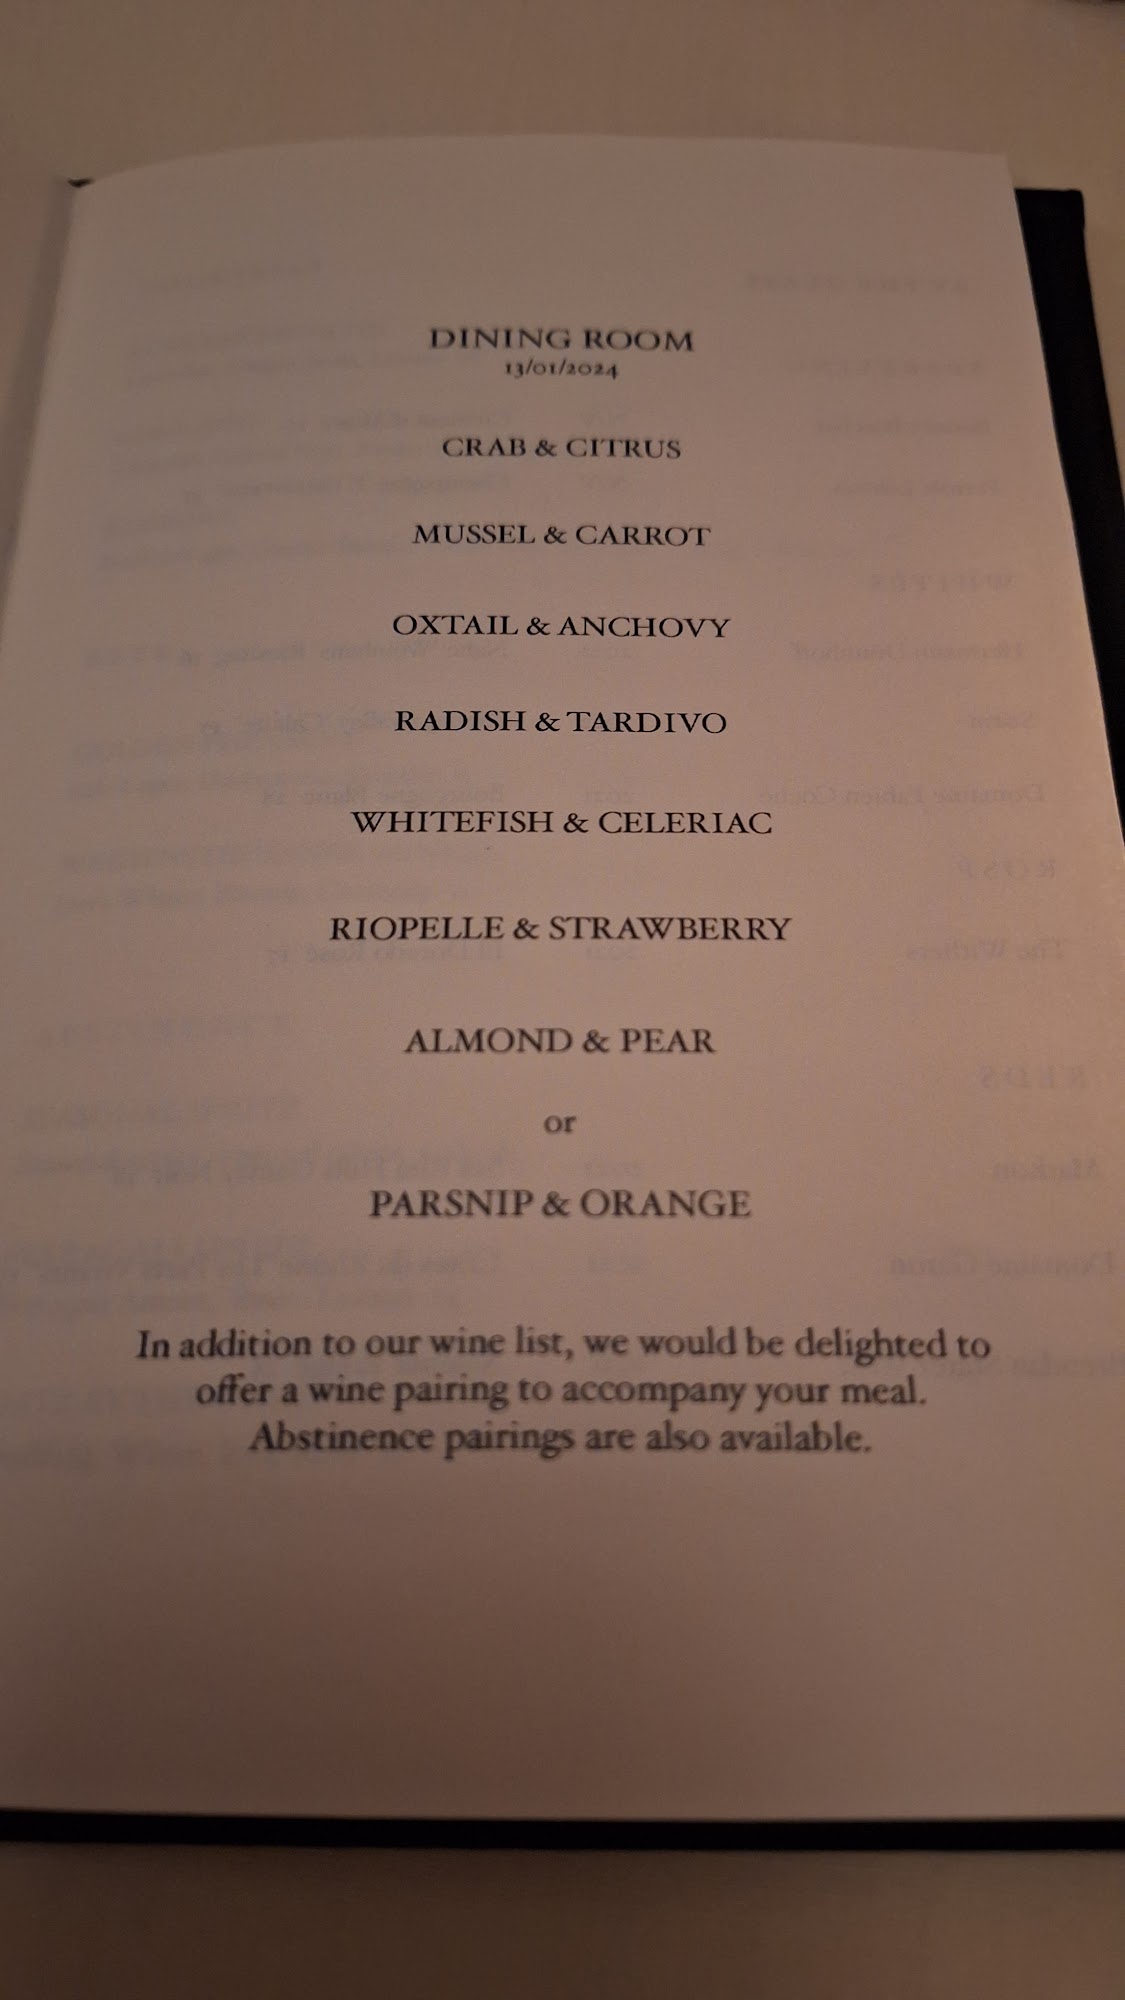 DINING ROOM
13/01/2024
CRAB & CITRUS
MUSSEL & CARROT
OXTAIL & ANCHOVY
RADISH & TARDIVO
WHITEFISH & CELERIAC
RIOPELLE & STRAWBERRY
ALMOND & PEAR
or
PARSNIP & ORANGE
In addition to our wine list, we would be delighted to
offer a wine pairing to accompany your meal.
Abstinence pairings are also available.